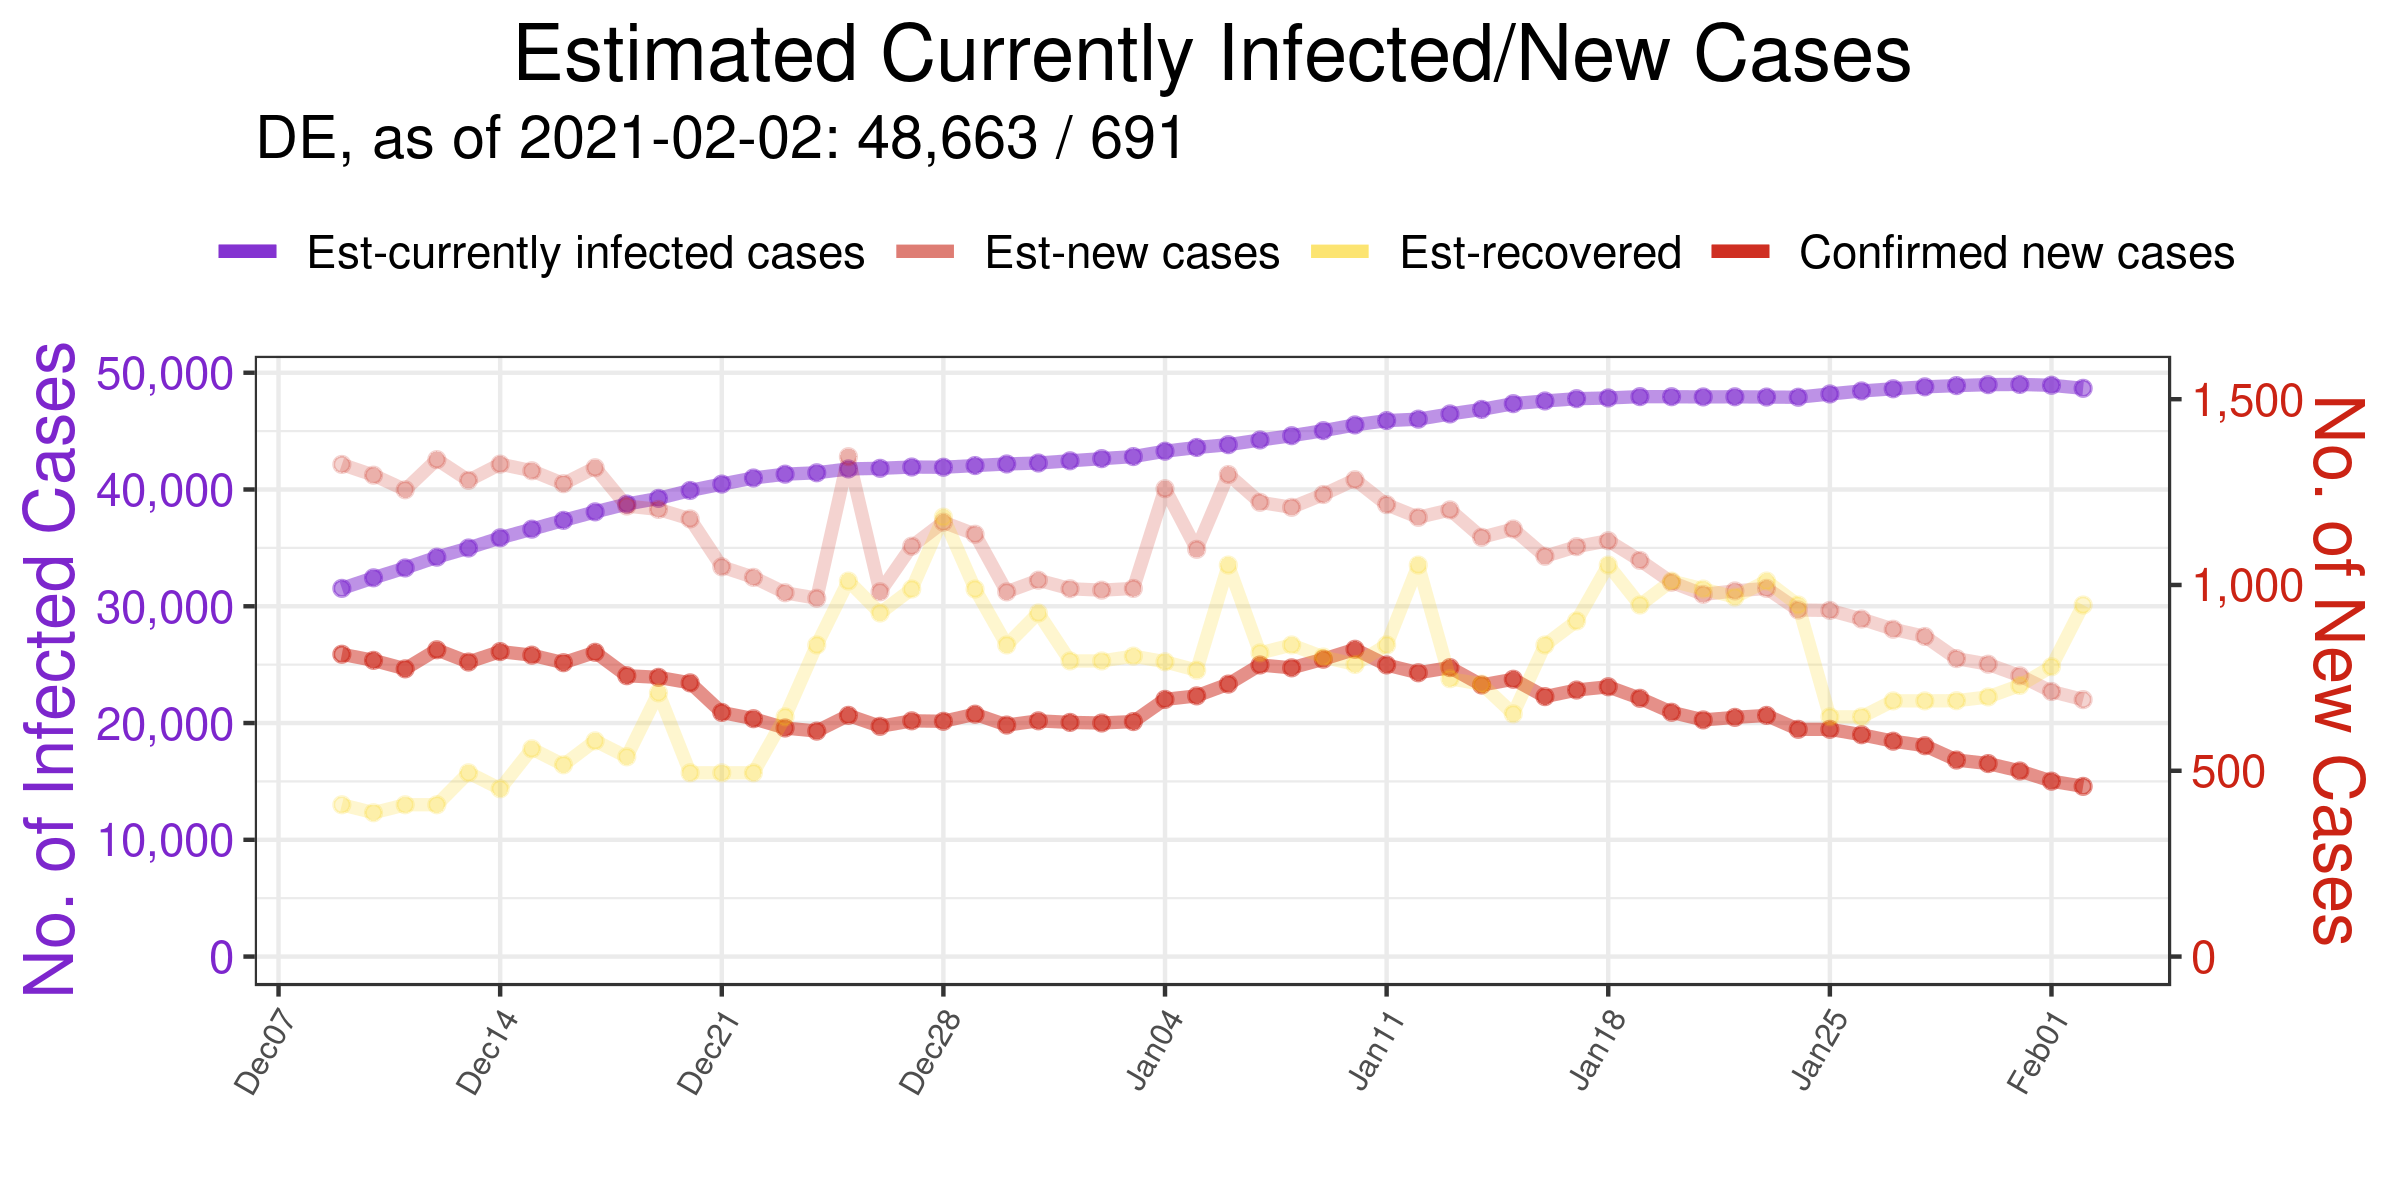 Estimated Currently Infected/New Cases
DE, as of 2021-02-02: 48,663 / 691
Est-currently infected cases Est-new cases Est-recovered Confirmed new cases
No. of Infected Cases
50,000
40,000
30,000
20,000
10,000
0
1,500
1,000
500
0
No. of New Cases
Dec07 Dec14 Dec21 Dec28 Jan04 Jan11 Jan18 Jan25 Feb01